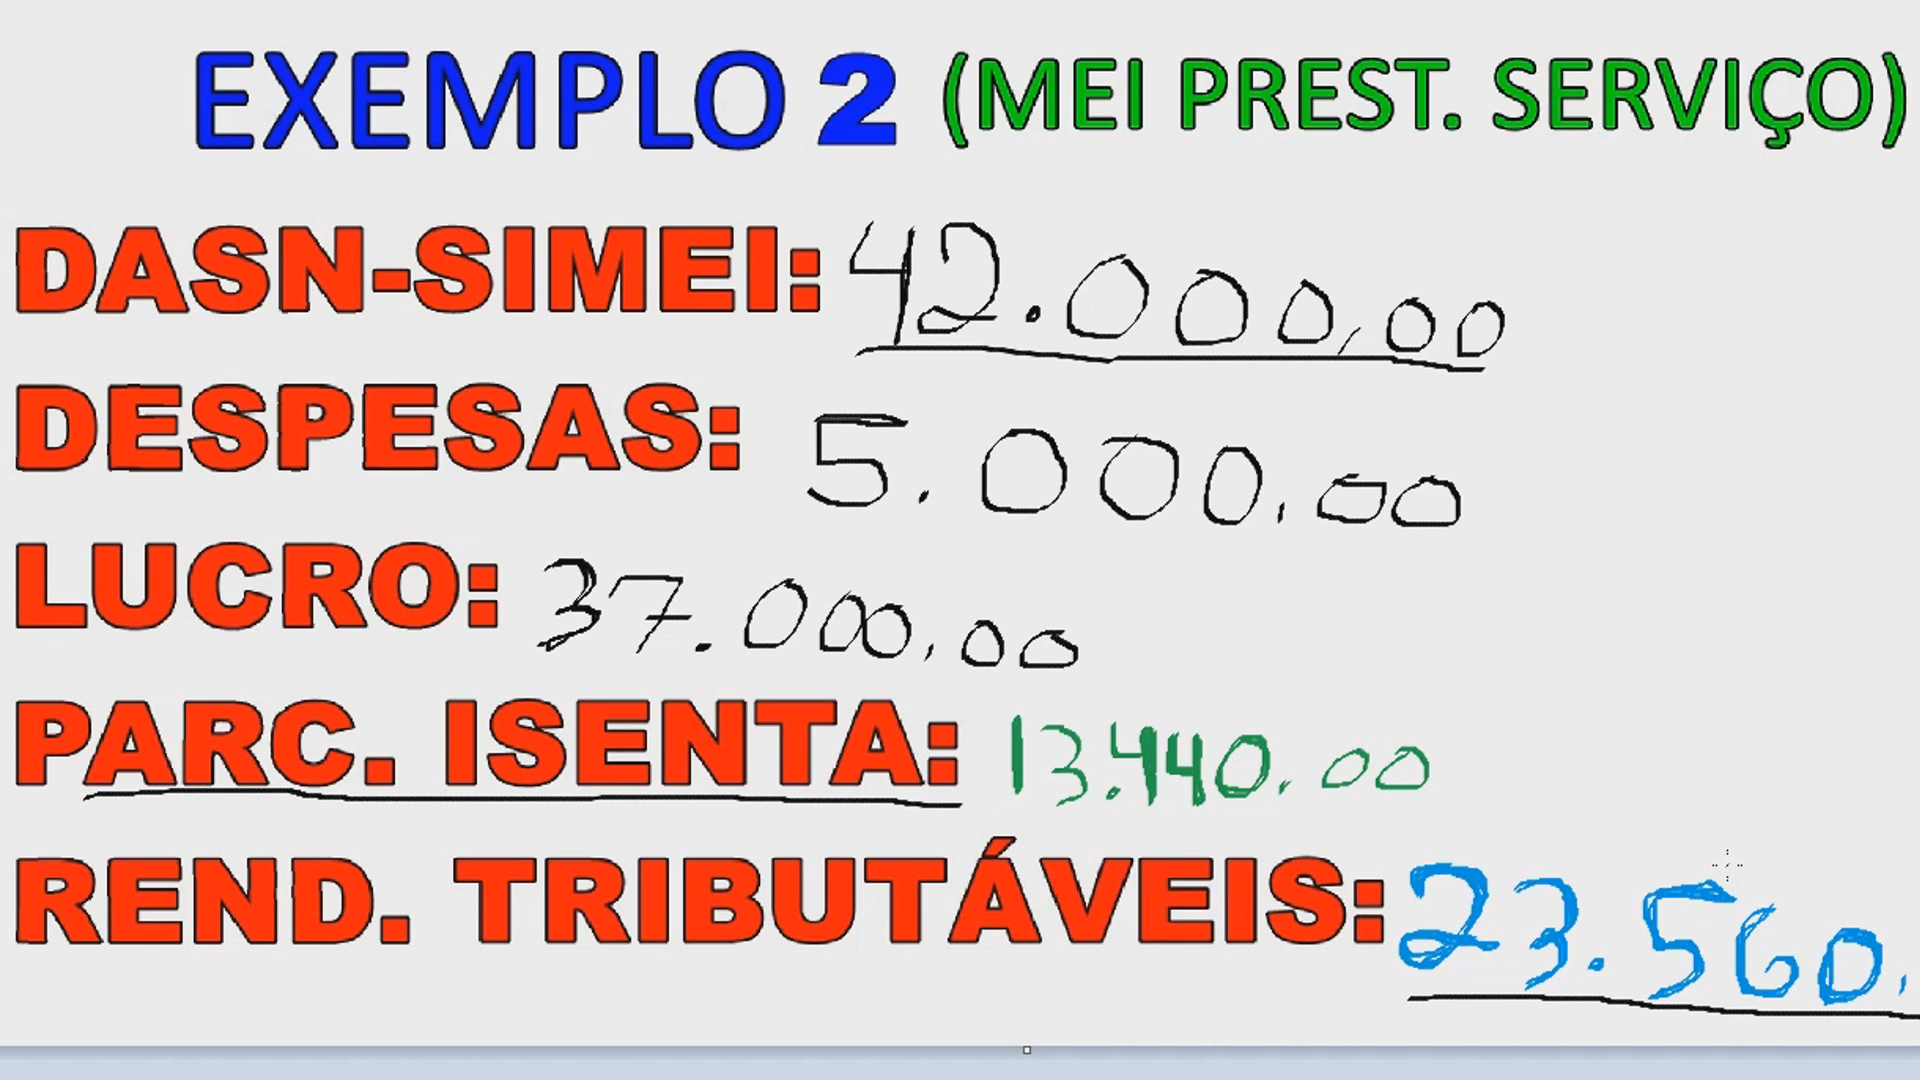 EXEMPLO 2 (MEI PREST. SERVIÇO)
DASN-SIMEI: 42.000,00
DESPESAS: 5.000,00
LUCRO: 37.000,00
PARC. ISENTA: 13.440,00
REND. TRIBUTÁVEIS: 23.560,